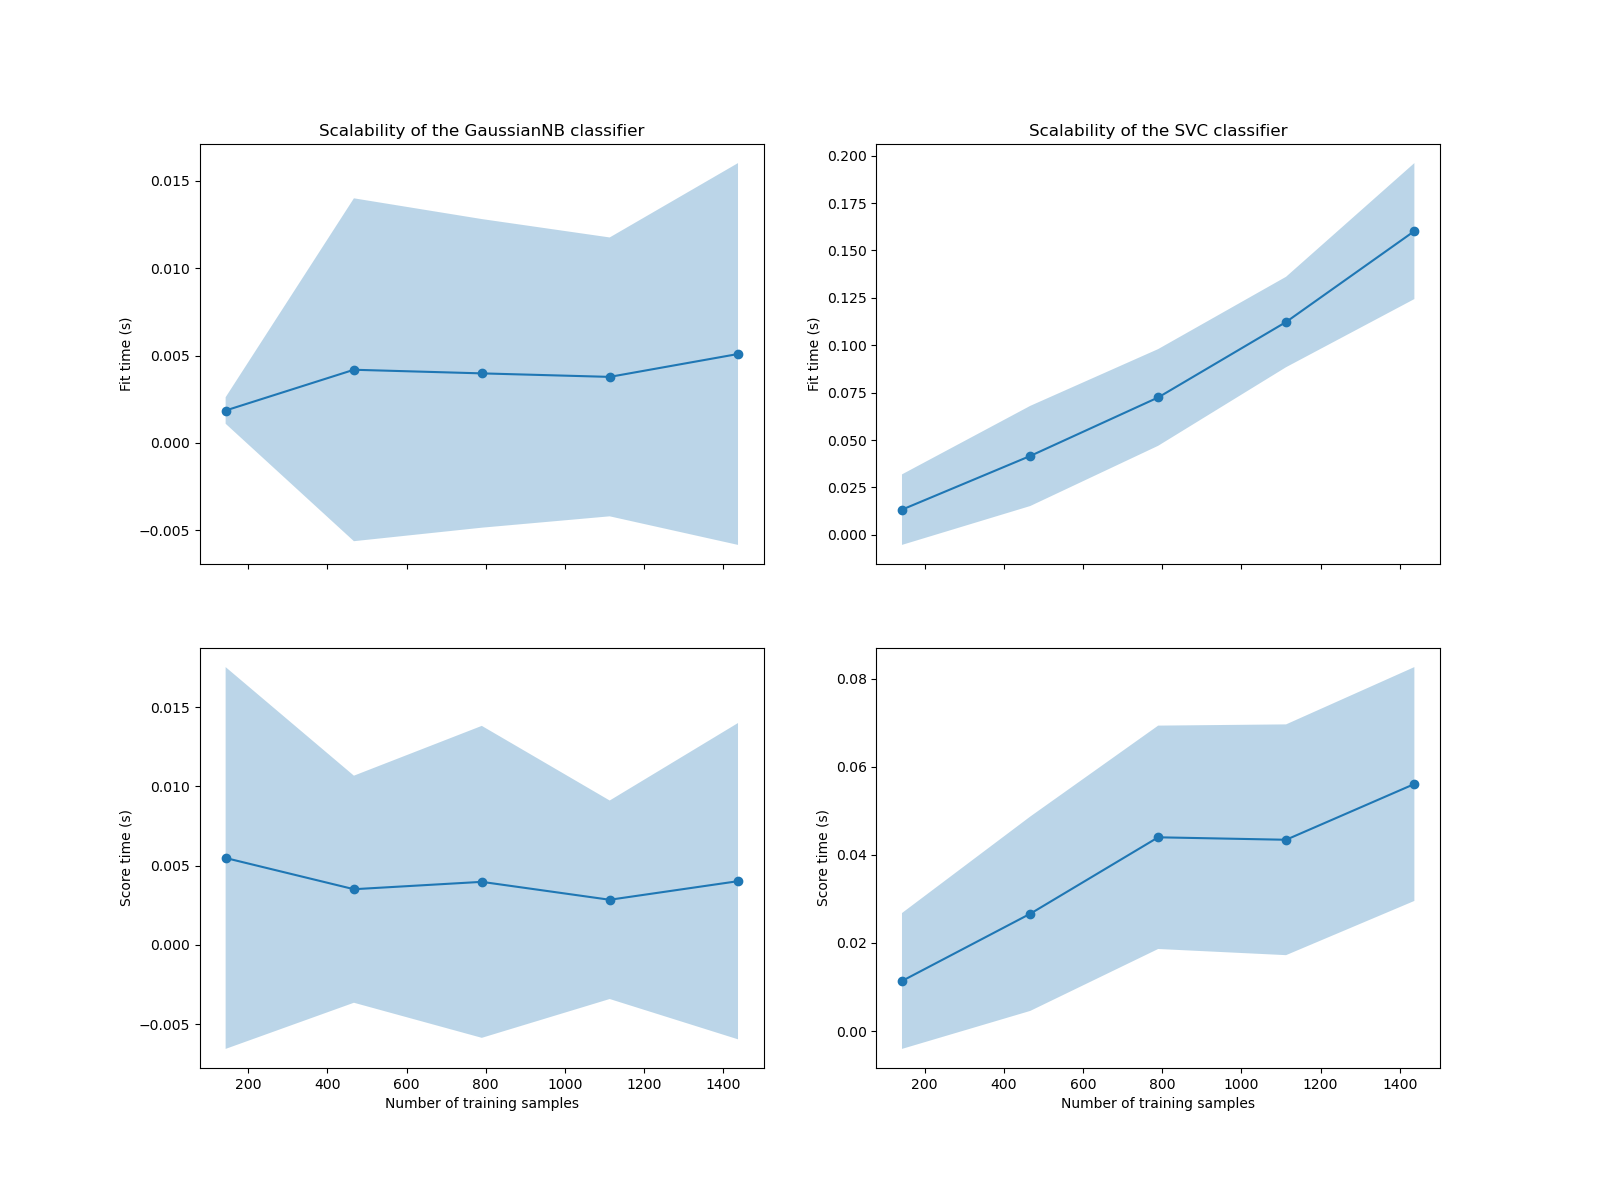 Scalability of the GaussianNB classifier
0.015
0.010
0.005
0.000
−0.005
Fit time (s)
Scalability of the SVC classifier
0.200
0.175
0.150
0.125
0.100
0.075
0.050
0.025
0.000
Fit time (s)
0.015
0.010
0.005
0.000
−0.005
Score time (s)
200 400 600 800 1000 1200 1400
Number of training samples
0.08
0.06
0.04
0.02
0.00
Score time (s)
200 400 600 800 1000 1200 1400
Number of training samples